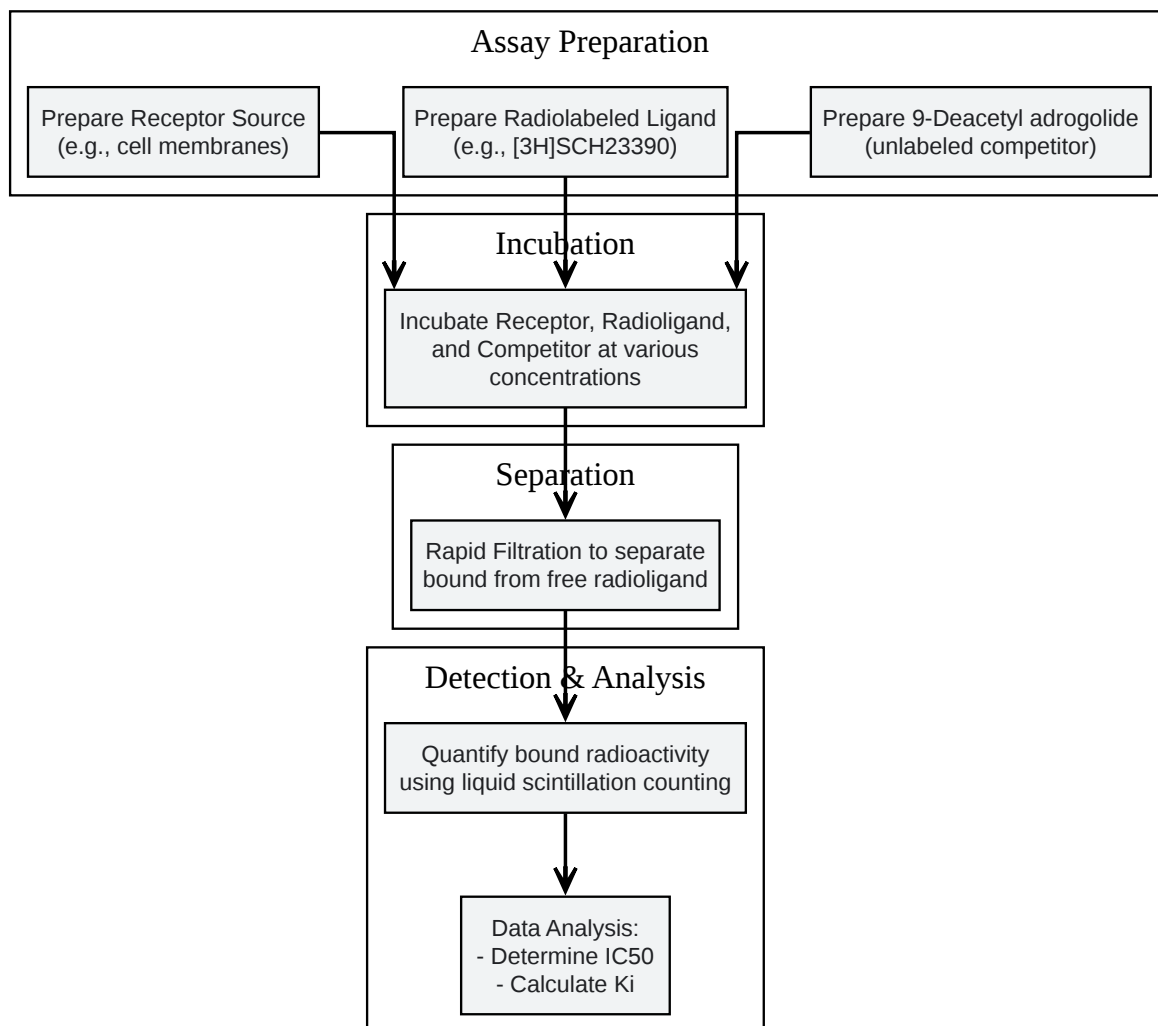 Assay Preparation
Prepare Receptor Source
(e.g., cell membranes)
Prepare Radiolabeled Ligand
(e.g., [3H]SCH23390)
Prepare 9-Deacetyl adrogolide
(unlabeled competitor)
Incubation
Incubate Receptor, Radioligand,
and Competitor at various
concentrations
Separation
Rapid Filtration to separate
bound from free radioligand
Detection & Analysis
Quantify bound radioactivity
using liquid scintillation counting
Data Analysis:
- Determine IC50
- Calculate Ki